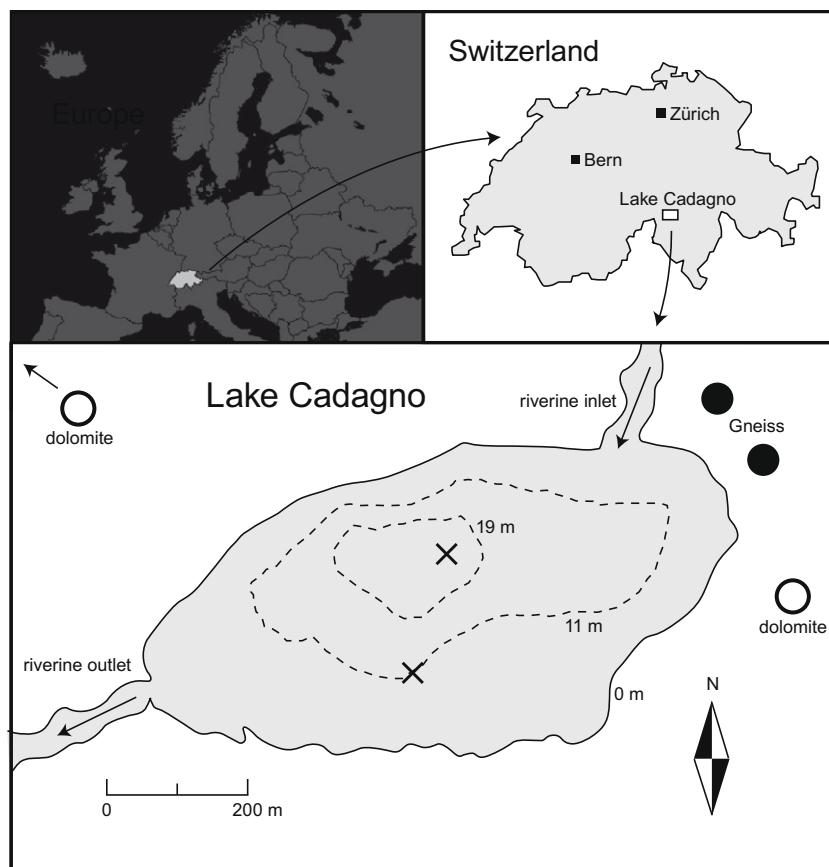 Europe
Switzerland
Zürich
Bern
Lake Cadagno
Lake Cadagno
riverine inlet
dolomite
Gneiss
19 m
11 m
dolomite
riverine outlet
0 m
N
0
200 m